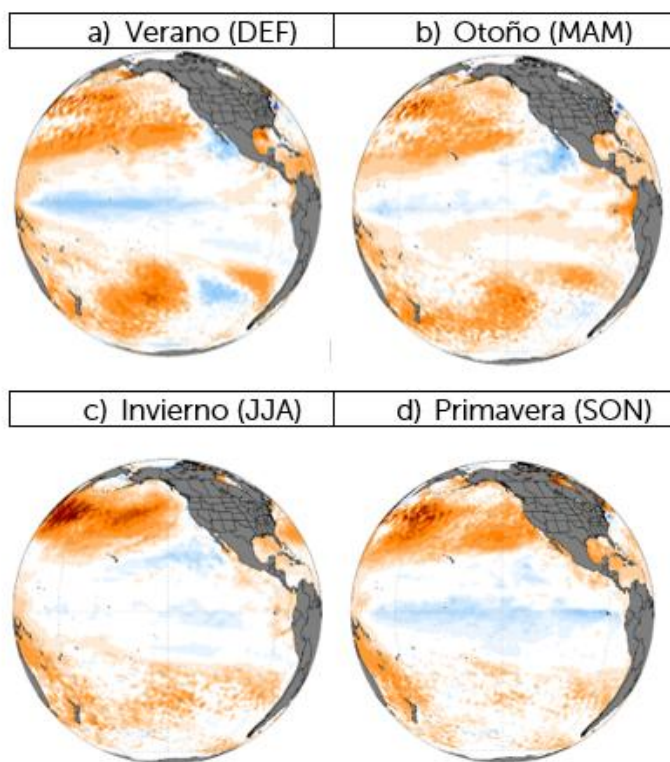 a) Verano (DEF)
b) Otoño (MAM)
c) Invierno (JJA)
d) Primavera (SON)